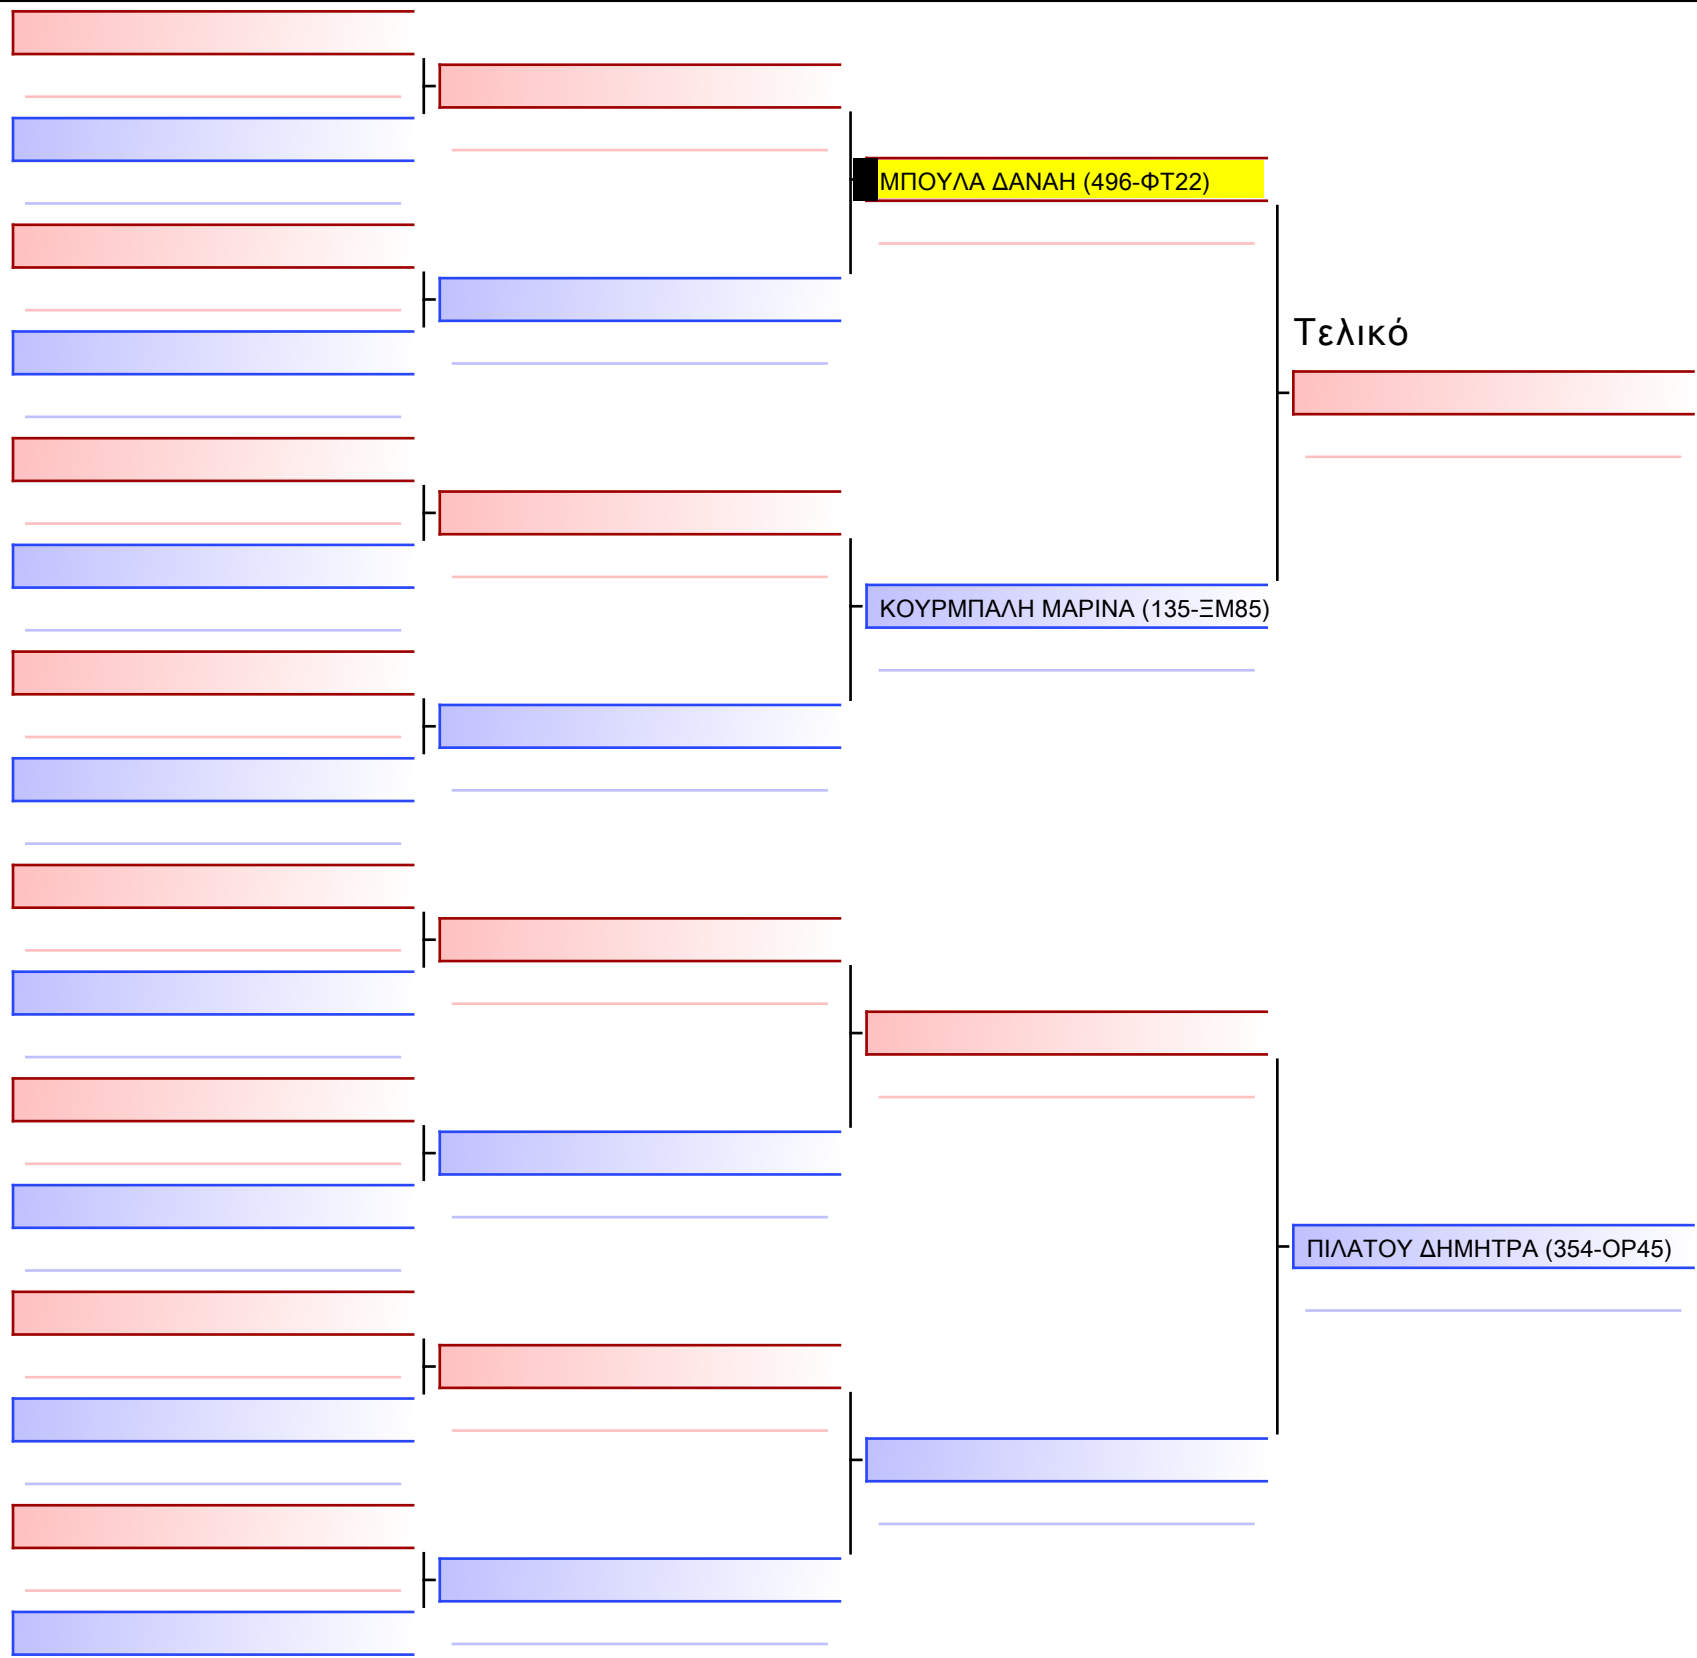 ΜΠΟΥΛΑ ΔΑΝΑΗ (496-ΦΤ22)
Τελικό
ΚΟΥΡΜΠΑΛΗ ΜΑΡΙΝΑ (135-ΞΜ85)
ΠΙΛΑΤΟΥ ΔΗΜΗΤΡΑ (354-ΟΡ45)